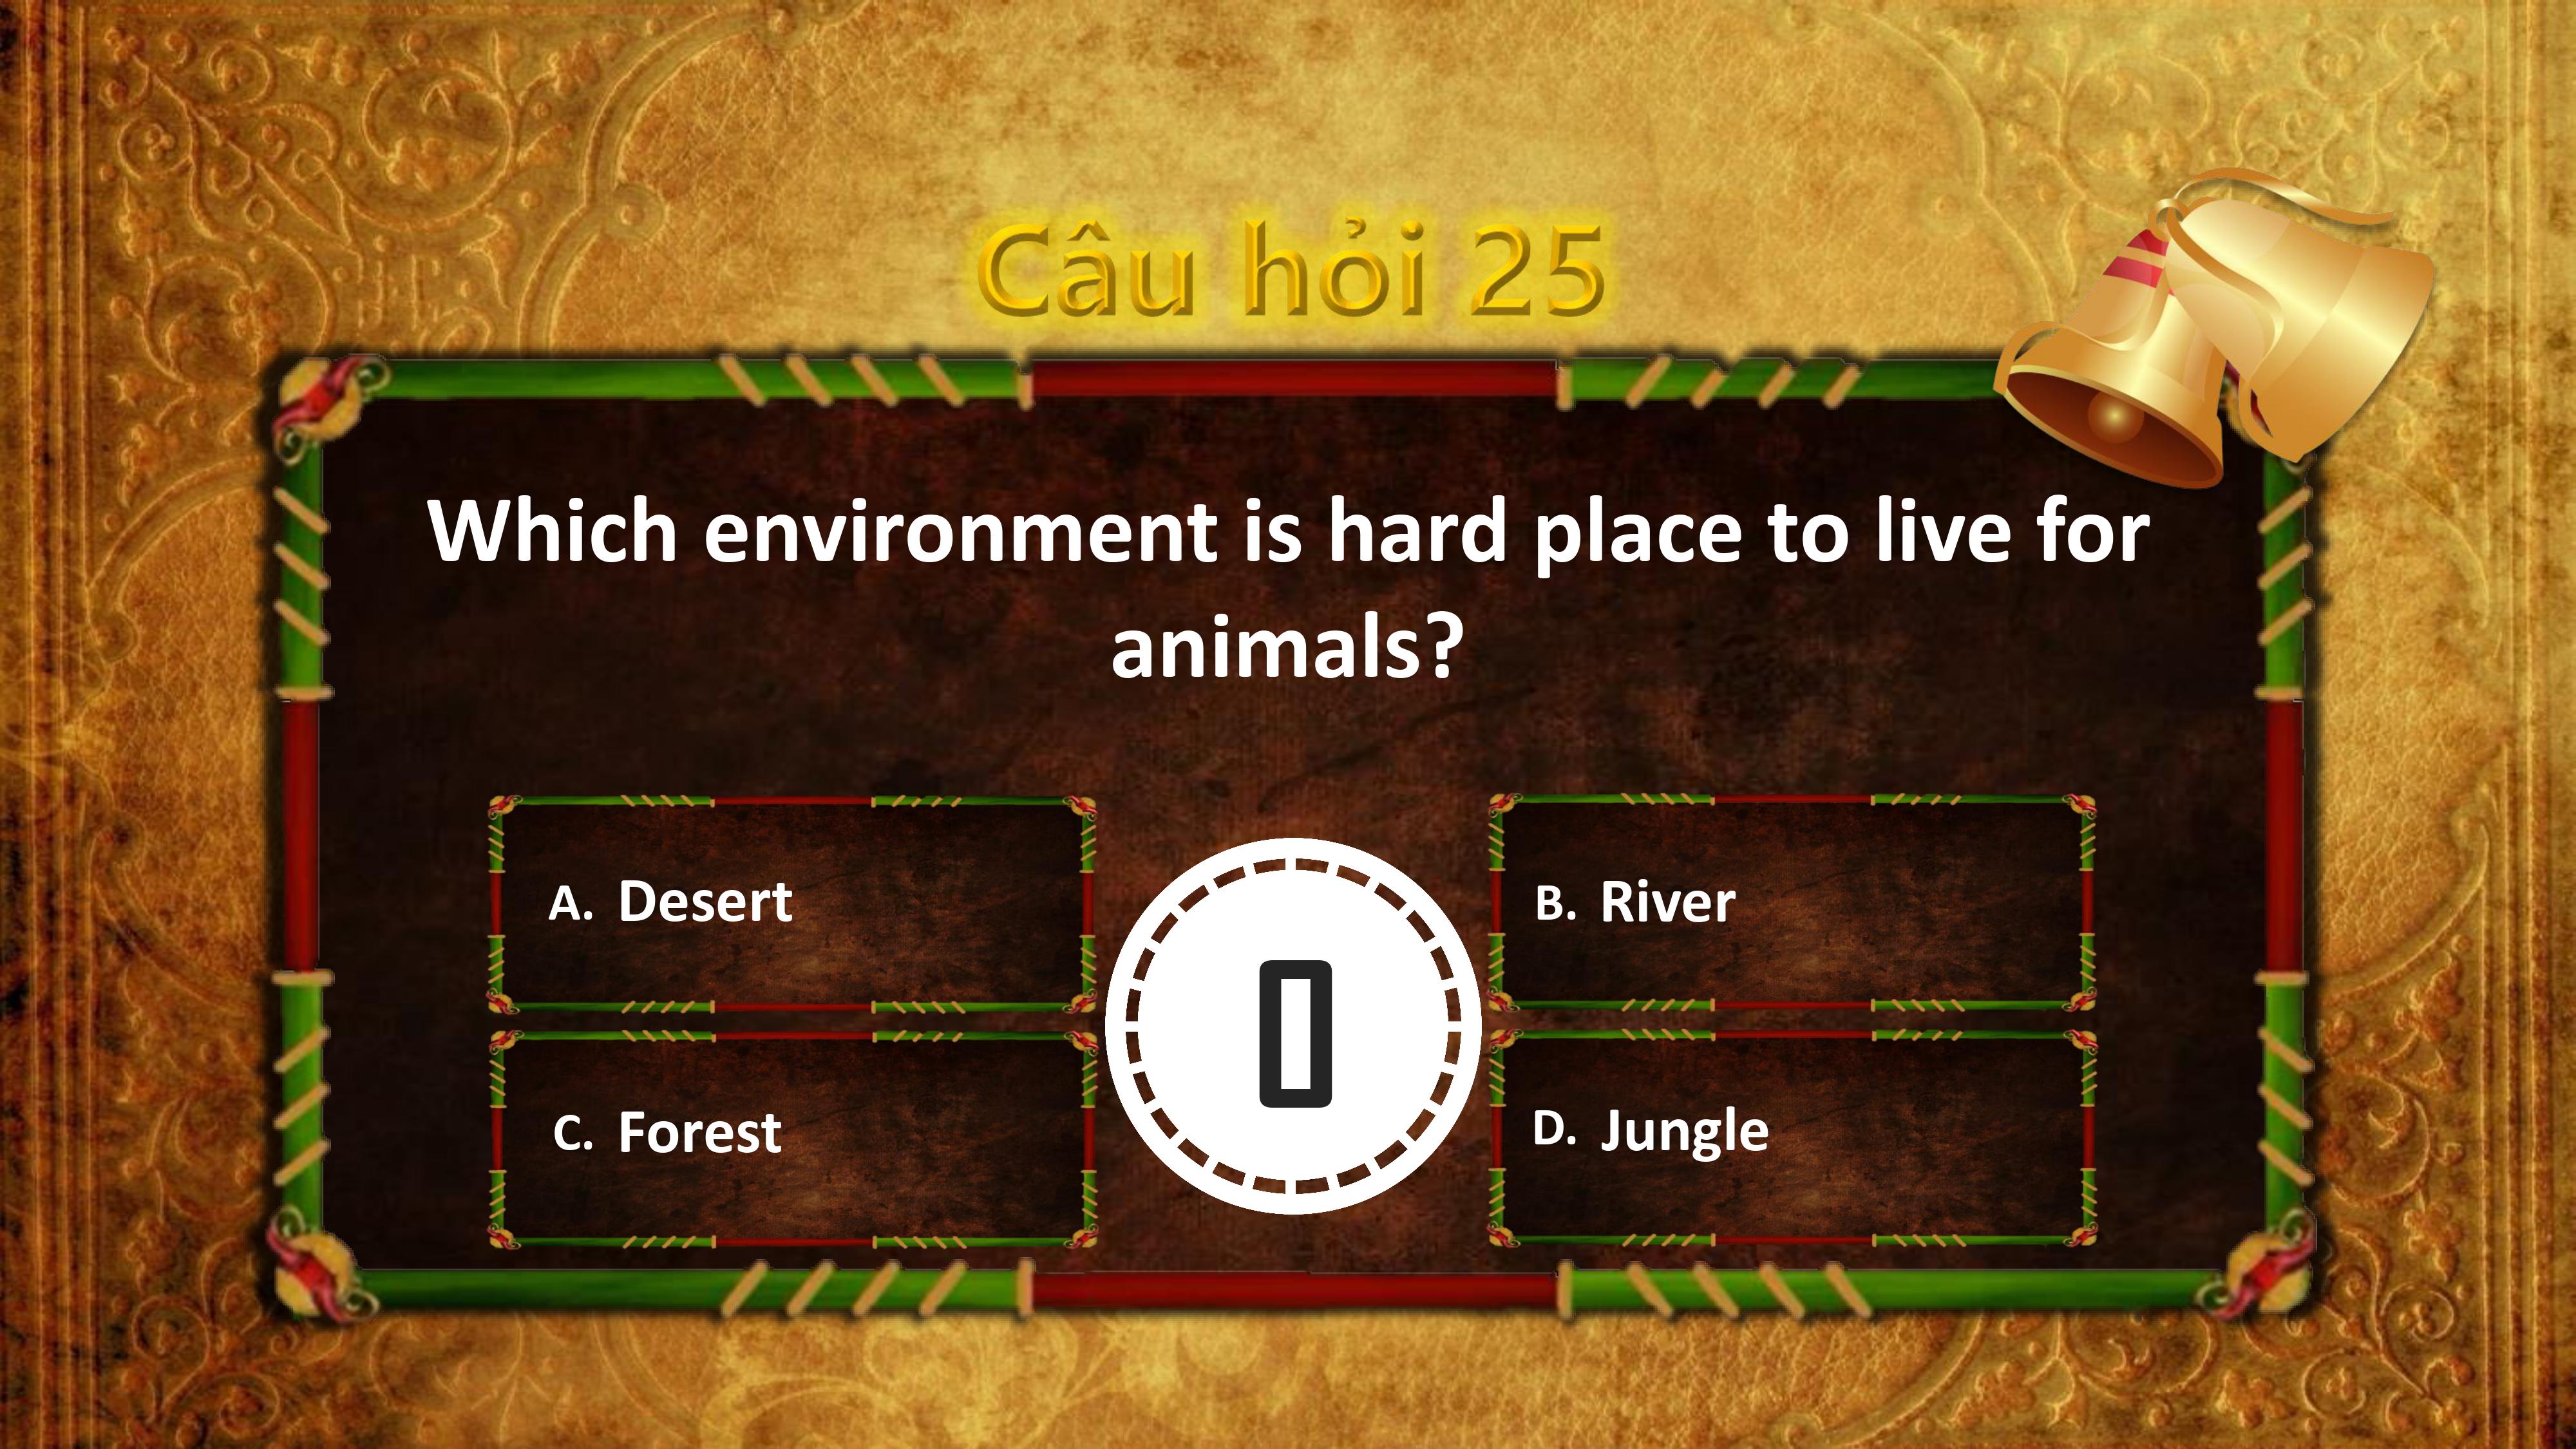 Câu hỏi 25
Which environment is hard place to live for
animals?
A. Desert
B. River
C. Forest
D. Jungle